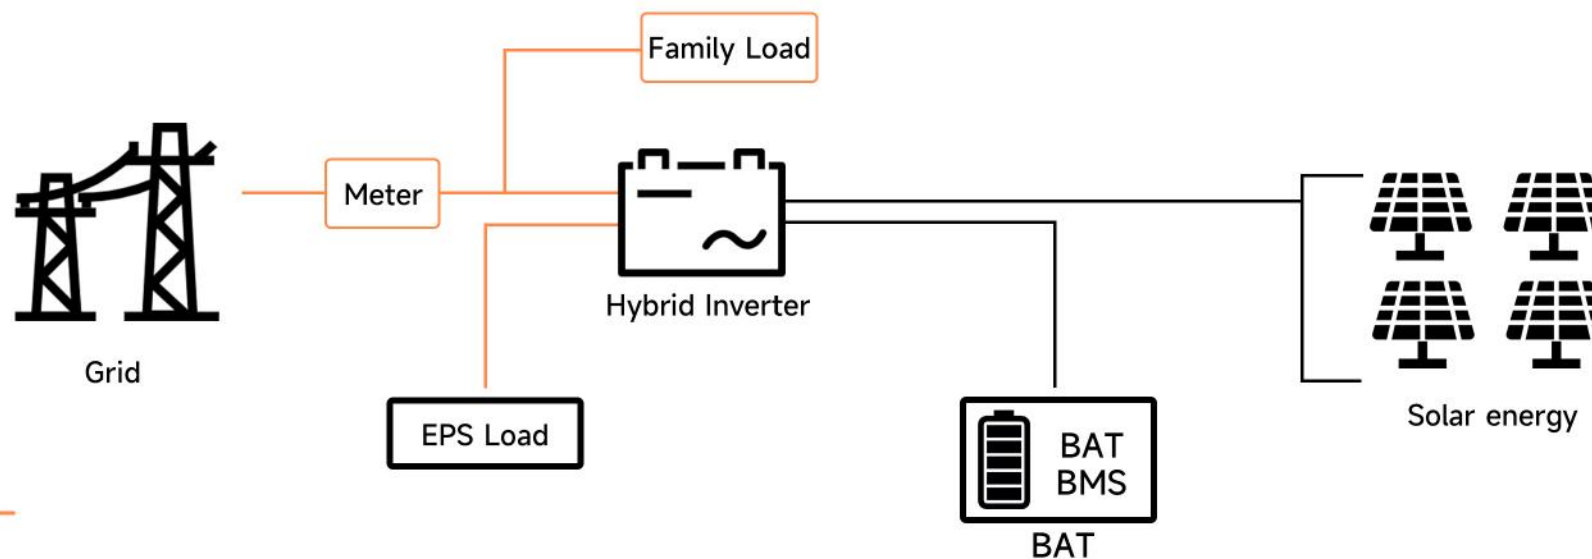 Family Load
Meter
Hybrid Inverter
Grid
Solar energy
EPS Load
BAT
BMS
BAT